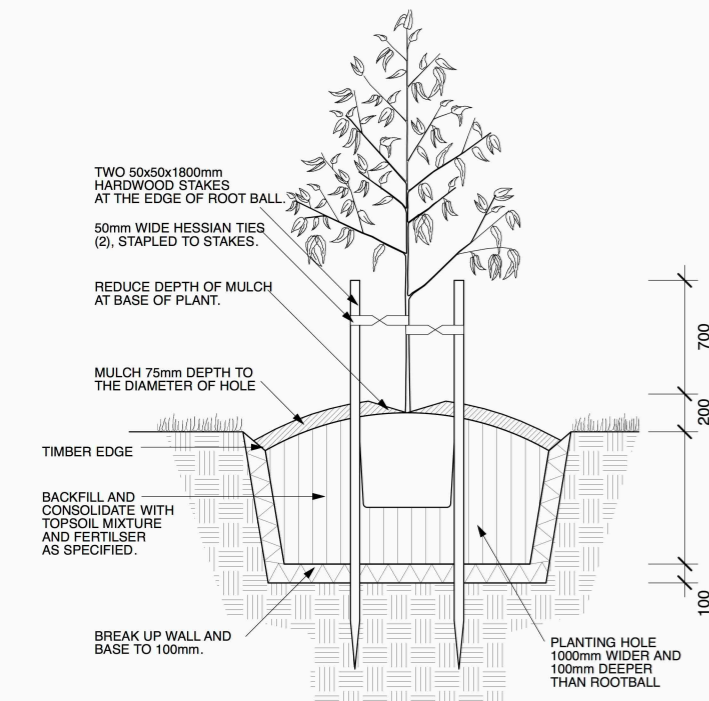 TWO 50x50x1800mm
HARDWOOD STAKES
AT THE EDGE OF ROOT BALL.
50mm WIDE HESSIAN TIES
(2), STAPLED TO STAKES.
REDUCE DEPTH OF MULCH
AT BASE OF PLANT.
MULCH 75mm DEPTH TO
THE DIAMETER OF HOLE
TIMBER EDGE
BACKFILL AND
CONSOLIDATE WITH
TOPSOIL MIXTURE
AND FERTILSER
AS SPECIFIED.
BREAK UP WALL AND
BASE TO 100mm.
PLANTING HOLE
1000mm WIDER AND
100mm DEEPER
THAN ROOTBALL
700
200
100